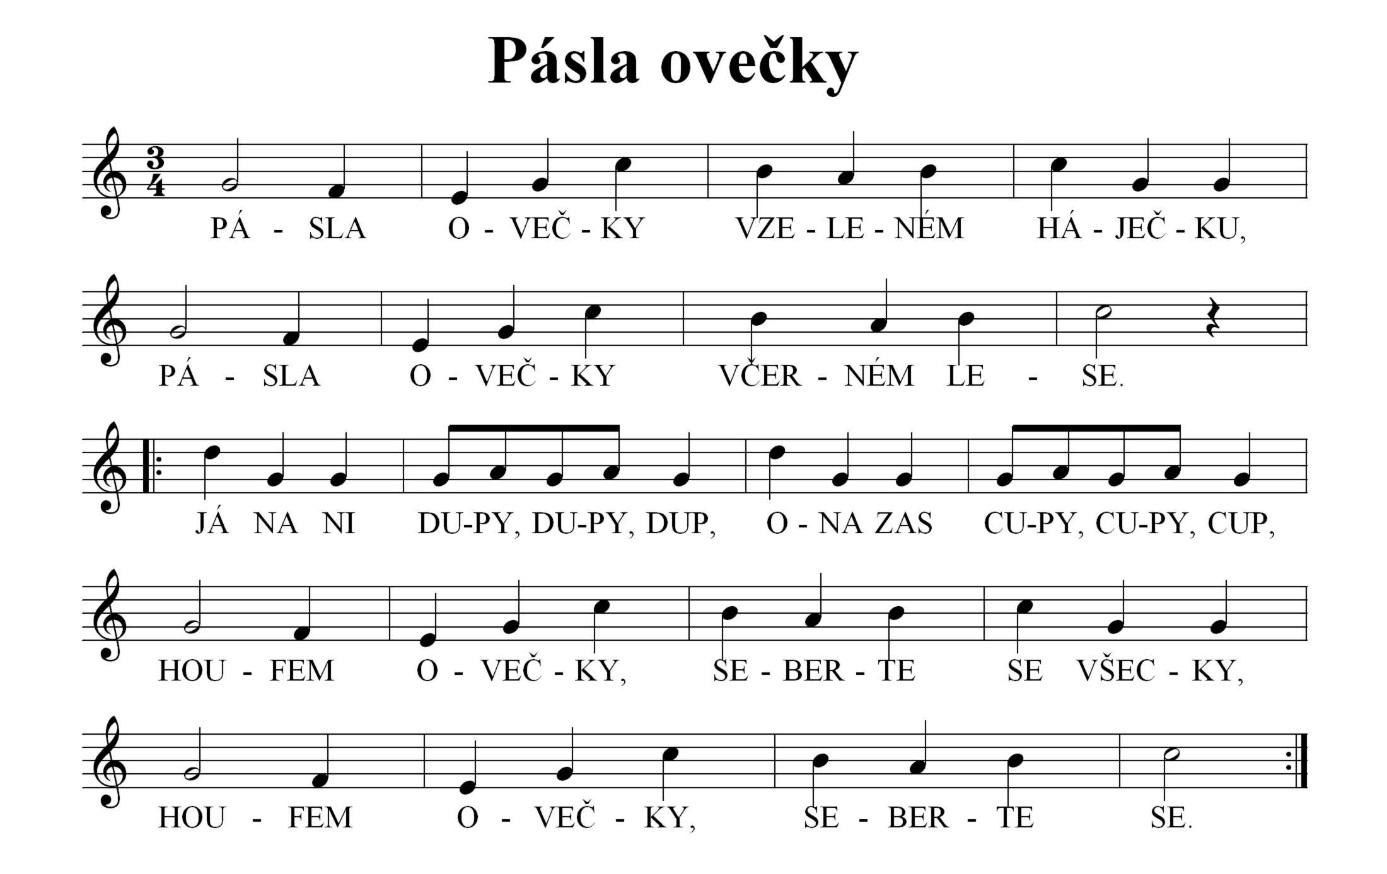 Pásla ovečky
3
4
PÁ - SLA O - VEČ - KY VZE - LE - NÉM HÁ - JEČ - KU,
PÁ - SLA O - VEČ - KY VČER - NÉM LE - SE.
JÁ NA NI DU-PY, DU-PY, DUP, O - NA ZAS CU-PY, CU-PY, CUP,
HOU - FEM O - VEČ - KY, SE - BER - TE SE VŠEC - KY,
HOU - FEM O - VEČ - KY, SE - BER - TE SE.